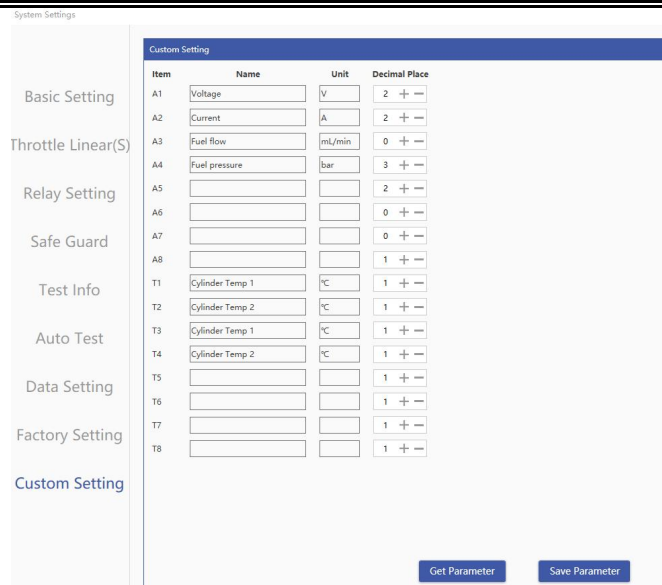 System Settings
Custom Setting
Item Name Unit Decimal Place
Basic Setting
Throttle Linear(S)
Relay Setting
Safe Guard
Test Info
Auto Test
Data Setting
Factory Setting
Custom Setting
A1 Voltage V 2 + −
A2 Current A 2 + −
A3 Fuel flow mL/min 0 + −
A4 Fuel pressure bar 3 + −
A5 2 + −
A6 0 + −
A7 0 + −
A8 1 + −
T1 Cylinder Temp 1 ℃ 1 + −
T2 Cylinder Temp 2 ℃ 1 + −
T3 Cylinder Temp 1 ℃ 1 + −
T4 Cylinder Temp 2 ℃ 1 + −
T5 1 + −
T6 1 + −
T7 1 + −
T8 1 + −
Get Parameter Save Parameter